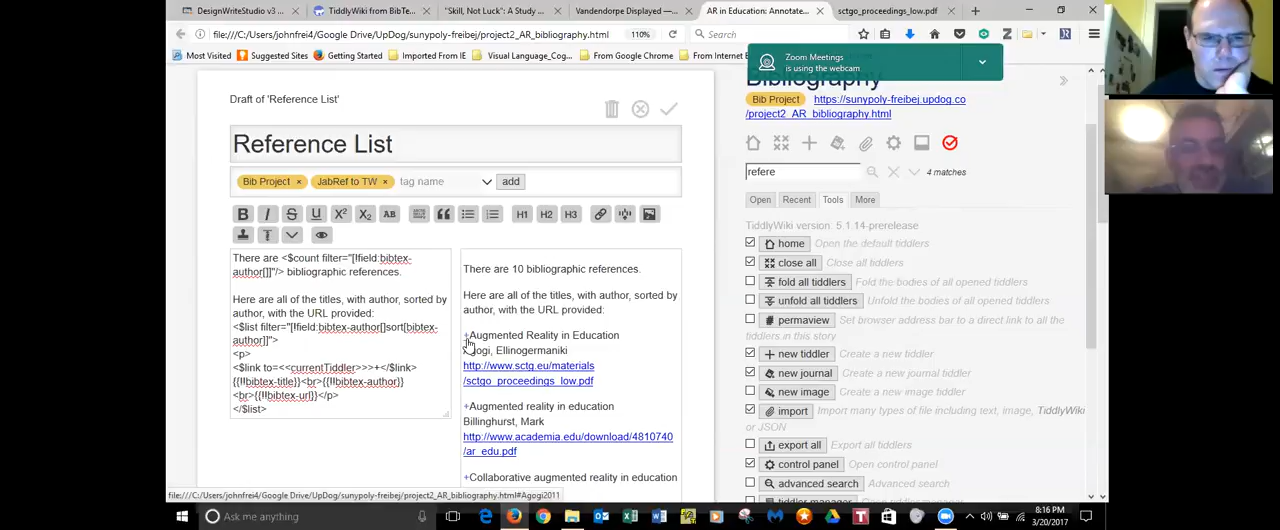 DesignWriteStudio v3 ...
TiddlyWiki from BibTe...
"Skill, Not Luck": A Study ...
Vandendorpe Displayed —...
AR in Education: Annotate...
sctgo_proceedings_low.pdf
file:///C:/Users/johnfrei4/Google Drive/UpDog/sunypoly-freibej/project2_AR_bibliography.html
110%
Search
Most Visited
Suggested Sites
Getting Started
Imported From IE
Visual Language_Cog...
From Google Chrome
From Internet E
Zoom Meetings
is using the webcam
Draft of 'Reference List'
Reference List
Bib Project ×
JabRef to TW ×
tag name
add
B I S U X² X₂ AB
H1 H2 H3
There are <$count filter="[!field:bibtex-
author[]]"/> bibliographic references.
Here are all of the titles, with author, sorted by
author, with the URL provided:
<$list filter="[!field:bibtex-author[]sort[bibtex-
author]]">
<p>
<$link to=<<currentTiddler>>>+</$link>
{{!!bibtex-title}}<br>{{!!bibtex-author}}
<br>{{!!bibtex-url}}</p>
</$list>
There are 10 bibliographic references.
Here are all of the titles, with author, sorted by
author, with the URL provided:
+Augmented Reality in Education
Agogi, Ellinogermaniki
http://www.sctg.eu/materials
/sctgo_proceedings_low.pdf
+Augmented reality in education
Billinghurst, Mark
http://www.academia.edu/download/4810740
/ar_edu.pdf
+Collaborative augmented reality in education
file:///C:/Users/johnfrei4/Google Drive/UpDog/sunypoly-freibej/project2_AR_bibliography.html#Agogi2011
Bibliography
Bib Project
https://sunypoly-freibej.updog.co
/project2_AR_bibliography.html
refere
4 matches
Open
Recent
Tools
More
TiddlyWiki version: 5.1.14-prerelease
home Open the default tiddlers
close all Close all tiddlers
fold all tiddlers Fold the bodies of all opened tiddlers
unfold all tiddlers Unfold the bodies of all opened tiddlers
permaview Set browser address bar to a direct link to all the
tiddlers in this story
new tiddler Create a new tiddler
new journal Create a new journal tiddler
new image Create a new image tiddler
import Import many types of file including text, image, TiddlyWiki
or JSON
export all Export all tiddlers
control panel Open control panel
advanced search Advanced search
Ask me anything
8:16 PM
3/20/2017